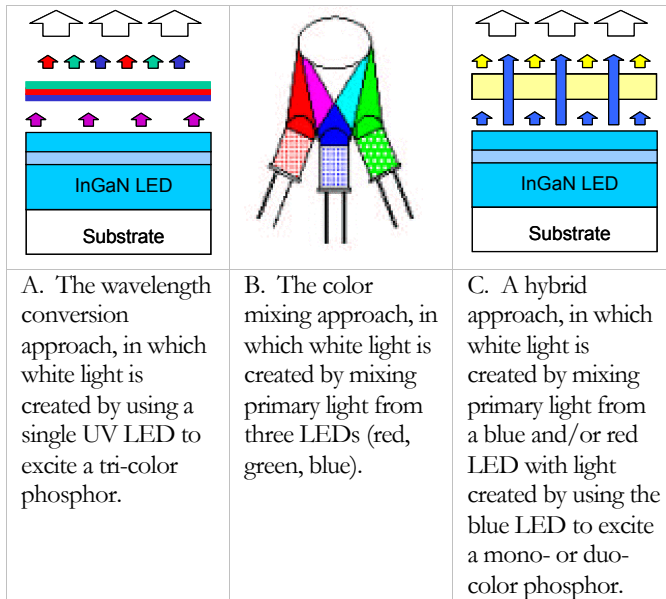 InGaN LED
Substrate
InGaN LED
Substrate
A. The wavelength
conversion
approach, in which
white light is
created by using a
single UV LED to
excite a tri-color
phosphor.
B. The color
mixing approach, in
which white light is
created by mixing
primary light from
three LEDs (red,
green, blue).
C. A hybrid
approach, in which
white light is
created by mixing
primary light from
a blue and/or red
LED with light
created by using the
blue LED to excite
a mono- or duo-
color phosphor.